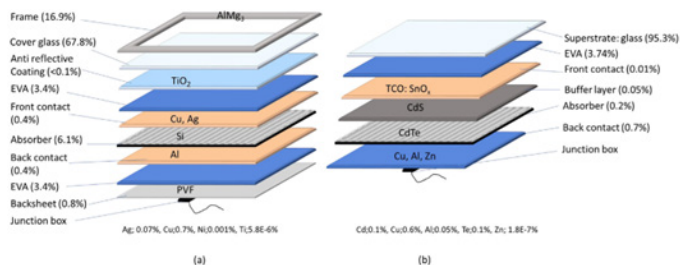 Frame (16.9%)
AlMg₃
Cover glass (67.8%)
Anti reflective
Coating (<0.1%)
TiO₂
EVA (3.4%)
Front contact
(0.4%)
Cu, Ag
Absorber (6.1%)
Si
Back contact
(0.4%)
Al
EVA (3.4%)
Backsheet (0.8%)
PVF
Junction box
Ag; 0.07%, Cu;0.7%, Ni;0.001%, Ti;5.8E-6%
(a)
Superstrate: glass (95.3%)
EVA (3.74%)
Front contact (0.01%)
TCO: SnOₓ
Buffer layer (0.05%)
CdS
Absorber (0.2%)
CdTe
Back contact (0.7%)
Cu, Al, Zn
Junction box
Cd;0.1%, Cu;0.6%, Al;0.05%, Te;0.1%, Zn; 1.8E-7%
(b)